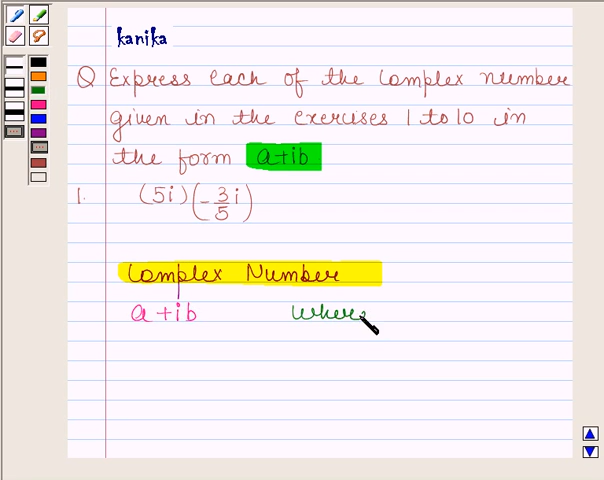 kanika
Q Express each of the complex number
given in the exercises 1 to 10 in
the form a+ib
1. (5i)(-3/5 i)
Complex Number
a+ib where